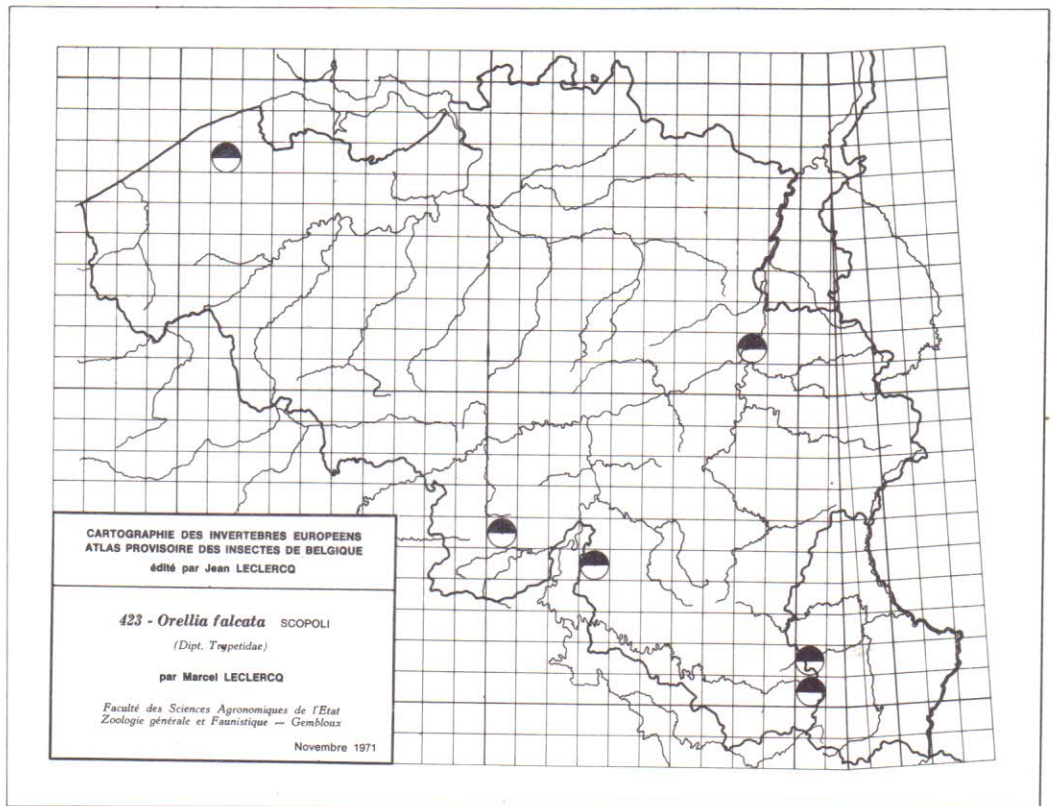 CARTOGRAPHIE DES INVERTEBRES EUROPEENS
ATLAS PROVISOIRE DES INSECTES DE BELGIQUE
édité par Jean LECLERCQ
423 - Orellia falcata SCOPOLI
(Dipt. Trypetidae)
par Marcel LECLERCQ
Faculté des Sciences Agronomiques de l'Etat
Zoologie générale et Faunistique — Gembloux
Novembre 1971